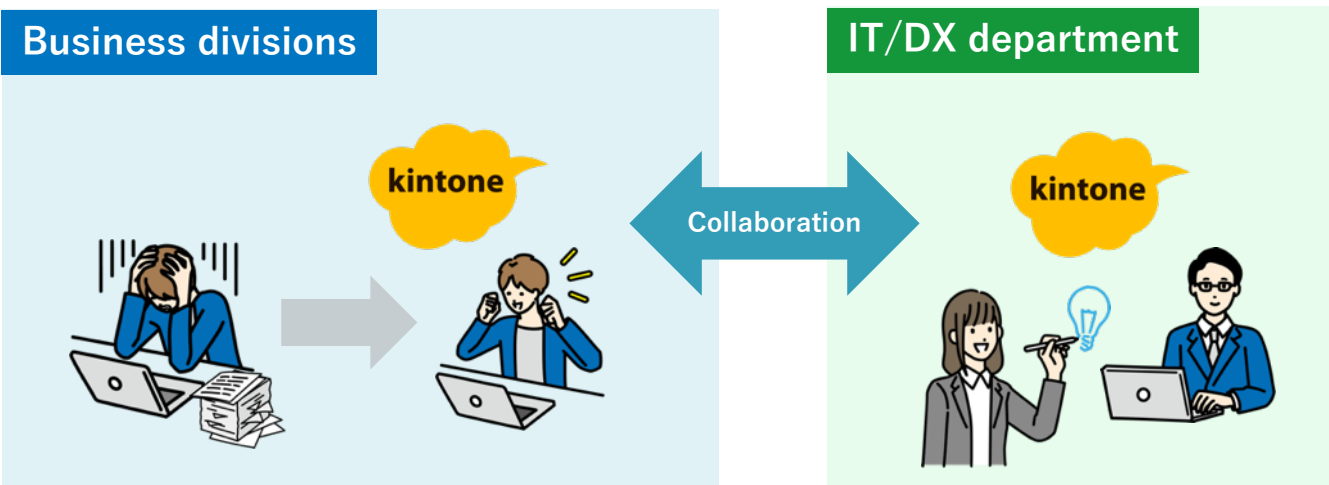 Business divisions
IT/DX department
kintone
kintone
Collaboration